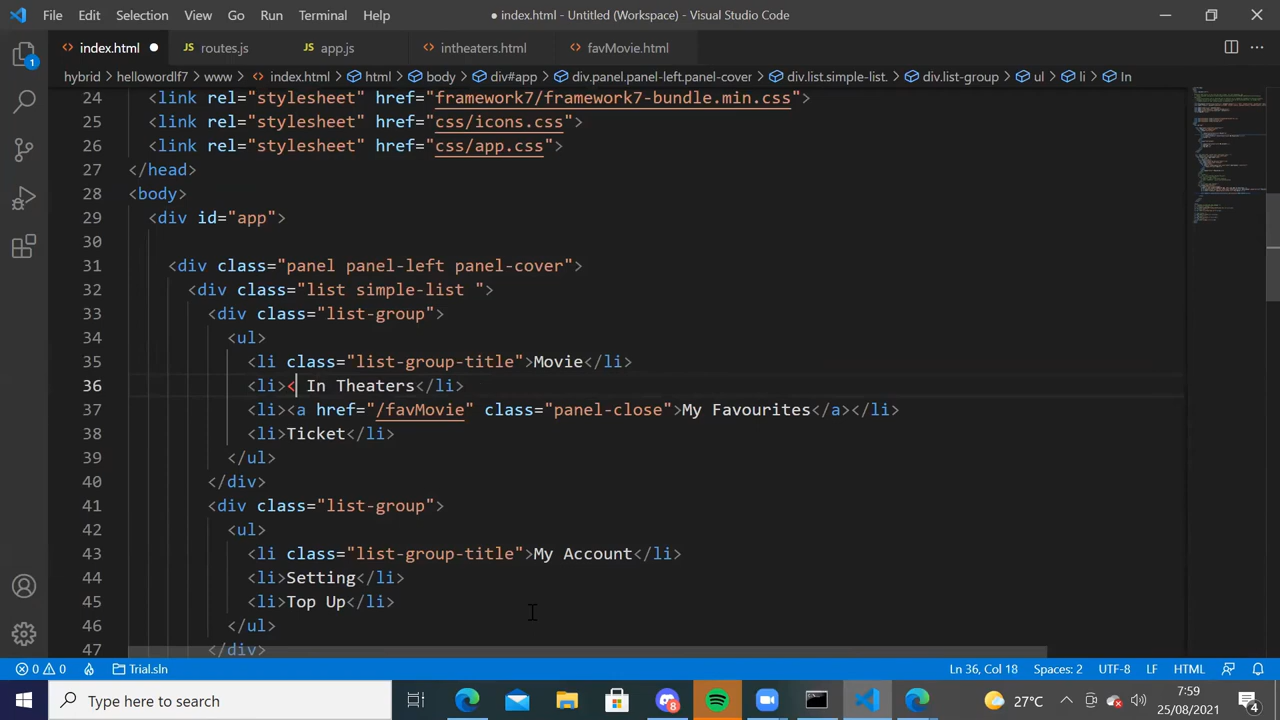 File Edit Selection View Go Run Terminal Help
● index.html - Untitled (Workspace) - Visual Studio Code
index.html ● routes.js app.js intheaters.html favMovie.html
hybrid > hellowordlf7 > www > index.html > html > body > div#app > div.panel.panel-left.panel-cover > div.list.simple-list. > div.list-group > ul > li > In
24 <link rel="stylesheet" href="framework7/framework7-bundle.min.css">
25 <link rel="stylesheet" href="css/icons.css">
26 <link rel="stylesheet" href="css/app.css">
27 </head>
28 <body>
29 <div id="app">
30
31 <div class="panel panel-left panel-cover">
32 <div class="list simple-list ">
33 <div class="list-group">
34 <ul>
35 <li class="list-group-title">Movie</li>
36 <li>< In Theaters</li>
37 <li><a href="/favMovie" class="panel-close">My Favourites</a></li>
38 <li>Ticket</li>
39 </ul>
40 </div>
41 <div class="list-group">
42 <ul>
43 <li class="list-group-title">My Account</li>
44 <li>Setting</li>
45 <li>Top Up</li>
46 </ul>
47 </div>
1
0 0 Trial.sln Ln 36, Col 18 Spaces: 2 UTF-8 LF HTML
Type here to search 8 27°C 7:59
25/08/2021 4